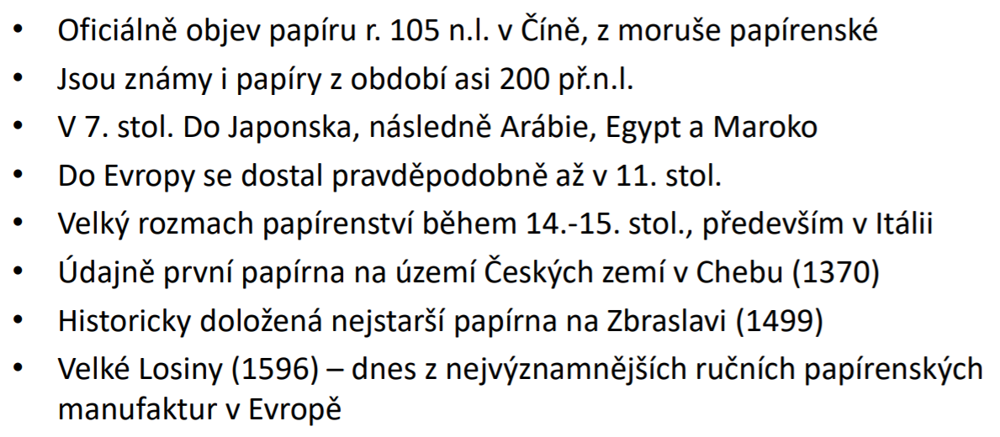 • Oficiálně objev papíru r. 105 n.l. v Číně, z moruše papírenské
• Jsou známy i papíry z období asi 200 př.n.l.
• V 7. stol. Do Japonska, následně Arábie, Egypt a Maroko
• Do Evropy se dostal pravděpodobně až v 11. stol.
• Velký rozmach papírenství během 14.-15. stol., především v Itálii
• Údajně první papírna na území Českých zemí v Chebu (1370)
• Historicky doložená nejstarší papírna na Zbraslavi (1499)
• Velké Losiny (1596) – dnes z nejvýznamnějších ručních papírenských
manufaktur v Evropě